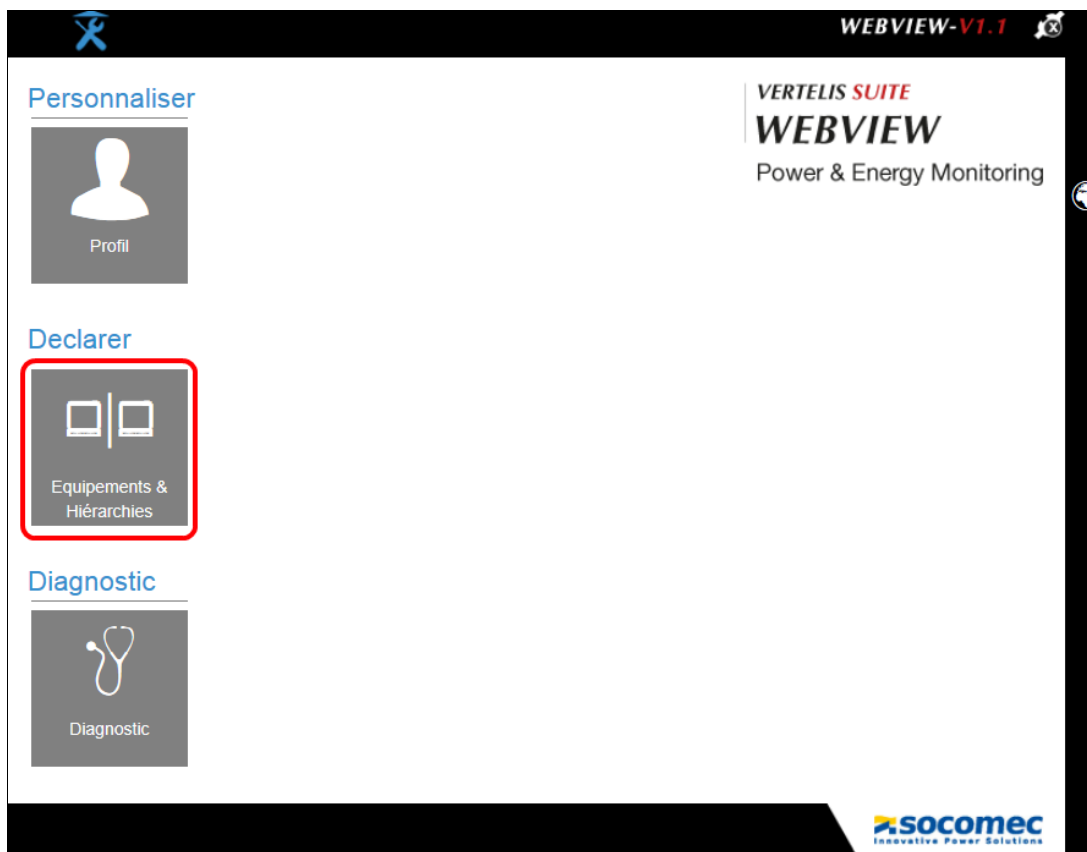 WEBVIEW-V1.1
Personnaliser
Profil
VERTELIS SUITE
WEBVIEW
Power & Energy Monitoring
Declarer
Equipements &
Hiérarchies
Diagnostic
Diagnostic
socomec
Innovative Power Solutions